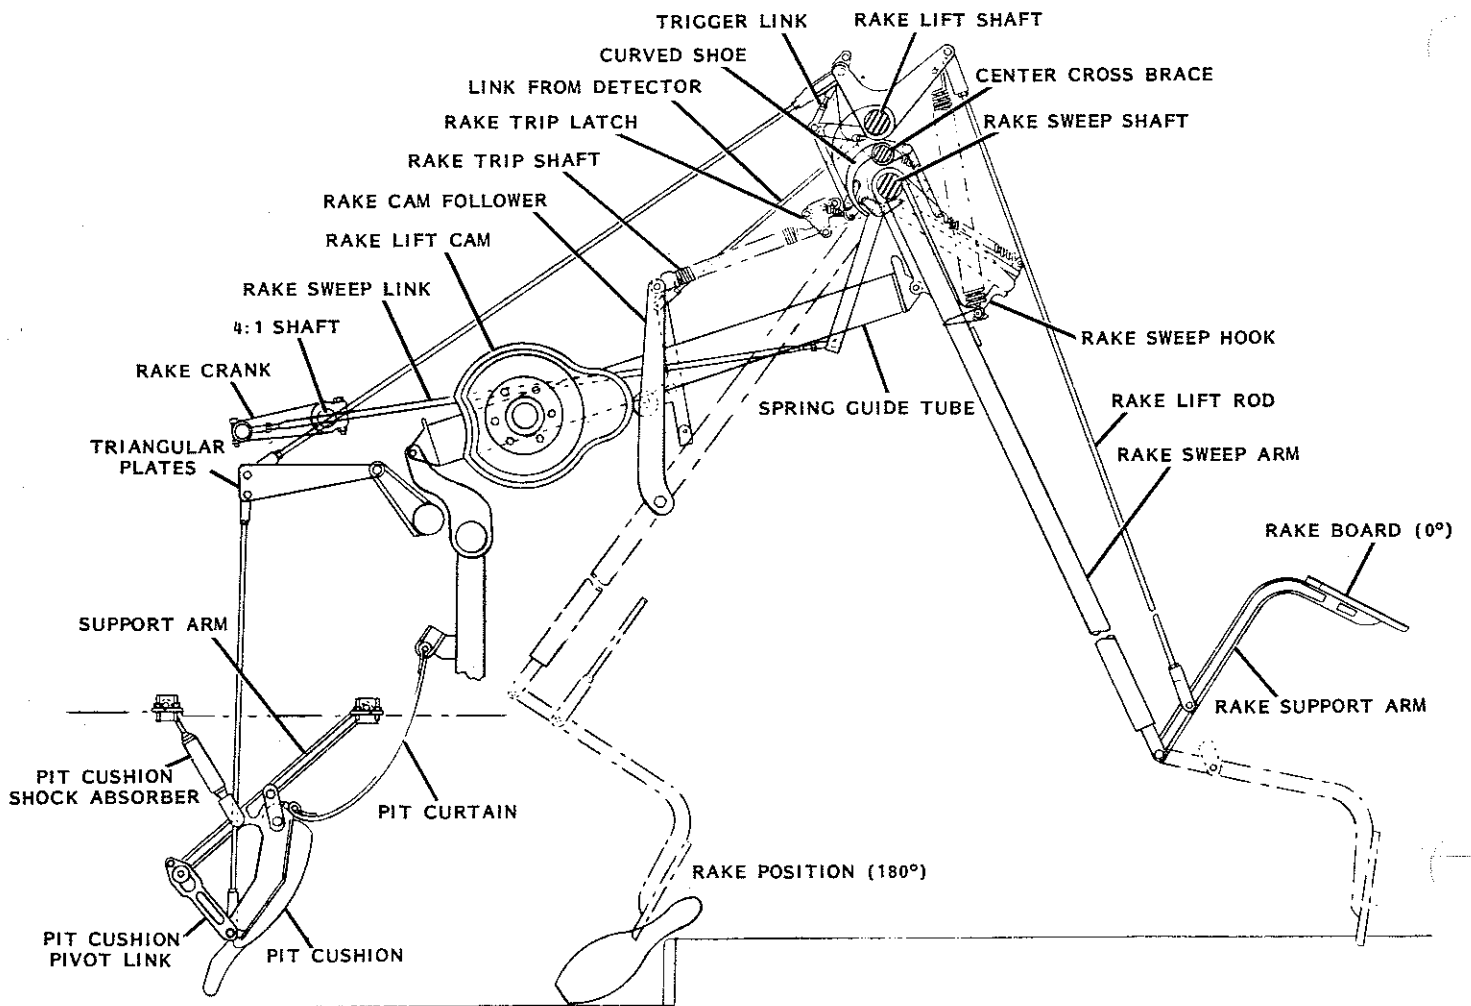 TRIGGER LINK
RAKE LIFT SHAFT
CURVED SHOE
CENTER CROSS BRACE
LINK FROM DETECTOR
RAKE TRIP LATCH
RAKE SWEEP SHAFT
RAKE TRIP SHAFT
RAKE CAM FOLLOWER
RAKE LIFT CAM
RAKE SWEEP LINK
4:1 SHAFT
RAKE CRANK
RAKE SWEEP HOOK
SPRING GUIDE TUBE
RAKE LIFT ROD
TRIANGULAR
PLATES
RAKE SWEEP ARM
RAKE BOARD (0°)
SUPPORT ARM
RAKE SUPPORT ARM
PIT CUSHION
SHOCK ABSORBER
PIT CURTAIN
RAKE POSITION (180°)
PIT CUSHION
PIVOT LINK
PIT CUSHION